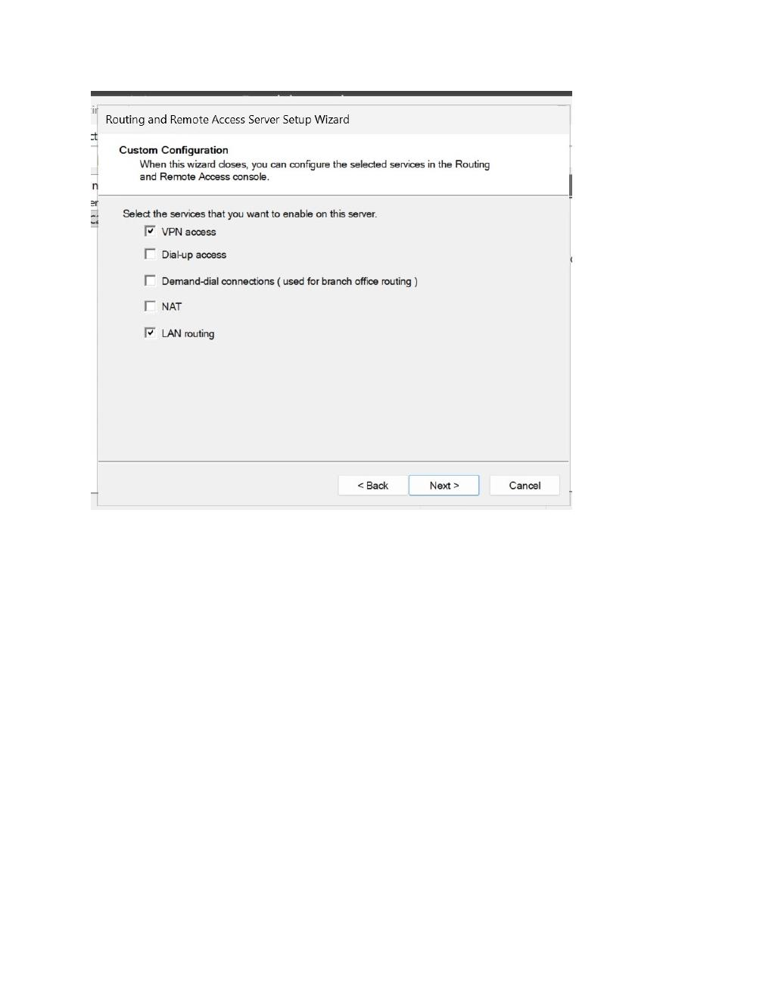 Routing and Remote Access Server Setup Wizard
Custom Configuration
When this wizard closes, you can configure the selected services in the Routing
and Remote Access console.
Select the services that you want to enable on this server.
VPN access
Dial-up access
Demand-dial connections ( used for branch office routing )
NAT
LAN routing
< Back
Next >
Cancel